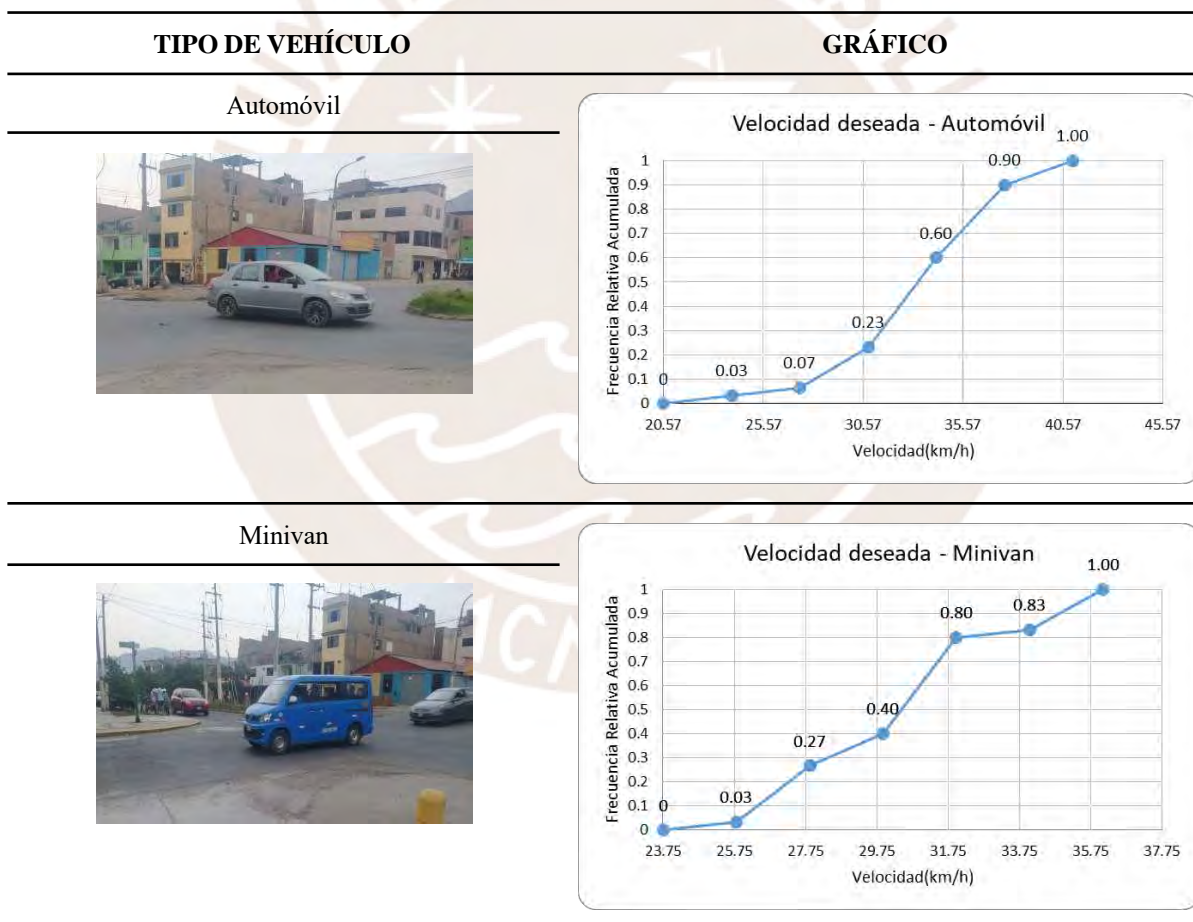 TIPO DE VEHÍCULO GRÁFICO
Automóvil
Velocidad deseada - Automóvil
Frecuencia Relativa Acumulada
1
0.9
0.8
0.7
0.6
0.5
0.4
0.3
0.2
0.1
0
0 0.03 0.07 0.23 0.60 0.90 1.00
20.57 25.57 30.57 35.57 40.57 45.57
Velocidad(km/h)
Minivan
Velocidad deseada - Minivan
Frecuencia Relativa Acumulada
1
0.9
0.8
0.7
0.6
0.5
0.4
0.3
0.2
0.1
0
0 0.03 0.27 0.40 0.80 0.83 1.00
23.75 25.75 27.75 29.75 31.75 33.75 35.75 37.75
Velocidad(km/h)